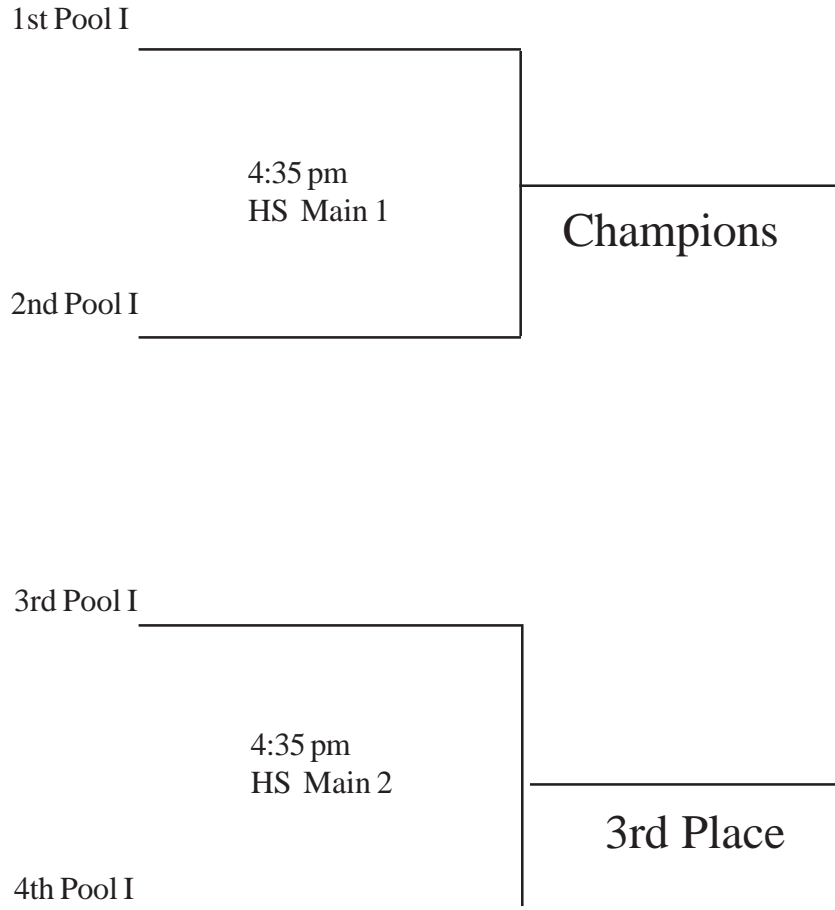 1st Pool I
4:35 pm
HS Main 1
Champions
2nd Pool I
3rd Pool I
4:35 pm
HS Main 2
3rd Place
4th Pool I